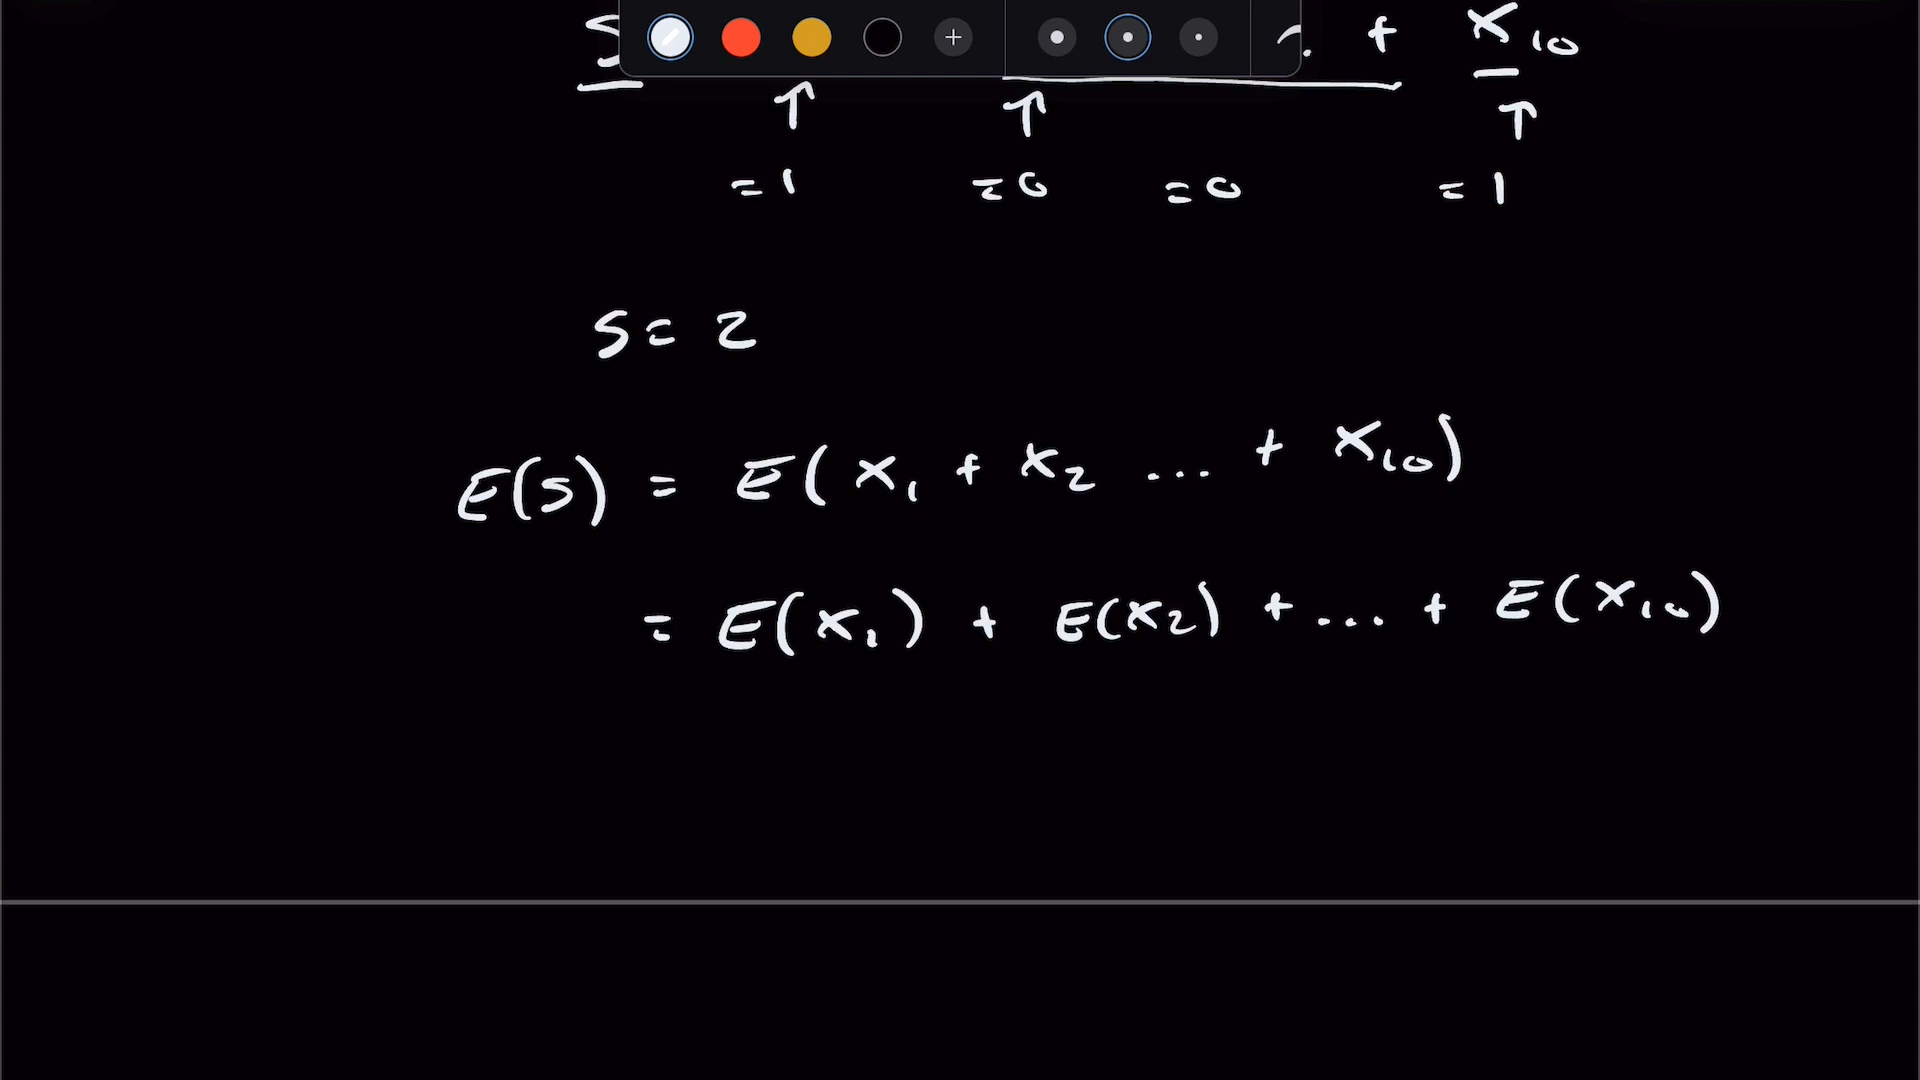 S . + X₁₀
↑ ↑ ↑
= 1 = 0 = 0 = 1
S = 2
E(S) = E( X₁ + X₂ ... + X₁₀)
= E(X₁) + E(X₂) + ... + E(X₁₀)